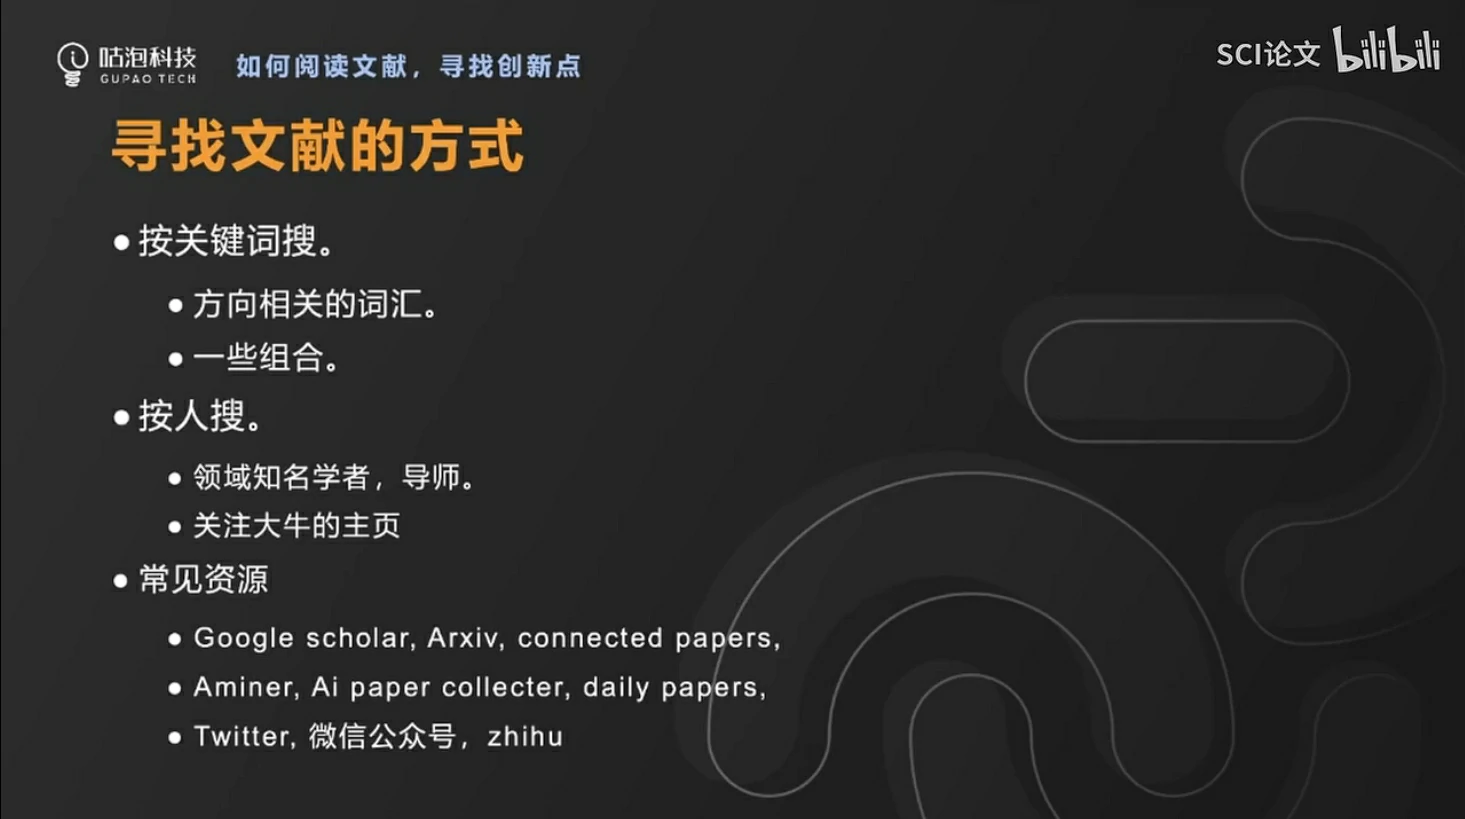 咕泡科技
GUPAO TECH
如何阅读文献，寻找创新点
SCI论文 bilibili
寻找文献的方式
按关键词搜。
方向相关的词汇。
一些组合。
按人搜。
领域知名学者，导师。
关注大牛的主页
常见资源
Google scholar, Arxiv, connected papers,
Aminer, Ai paper collecter, daily papers,
Twitter, 微信公众号，zhihu